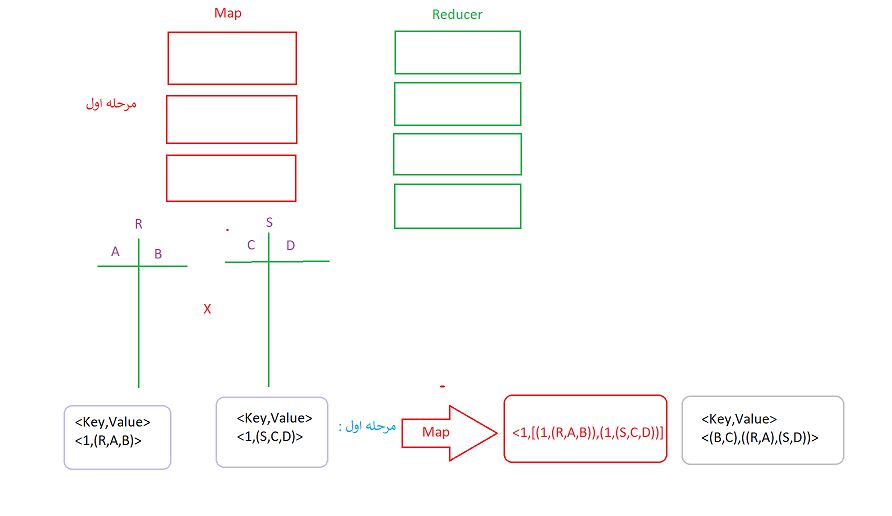 Map
Reducer
مرحله اول
R
S
A
B
C
D
X
<Key,Value>
<1,(R,A,B)>
<Key,Value>
<1,(S,C,D)>
مرحله اول :
Map
<1,[(1,(R,A,B)),(1,(S,C,D))]
<Key,Value>
<(B,C),((R,A),(S,D))>